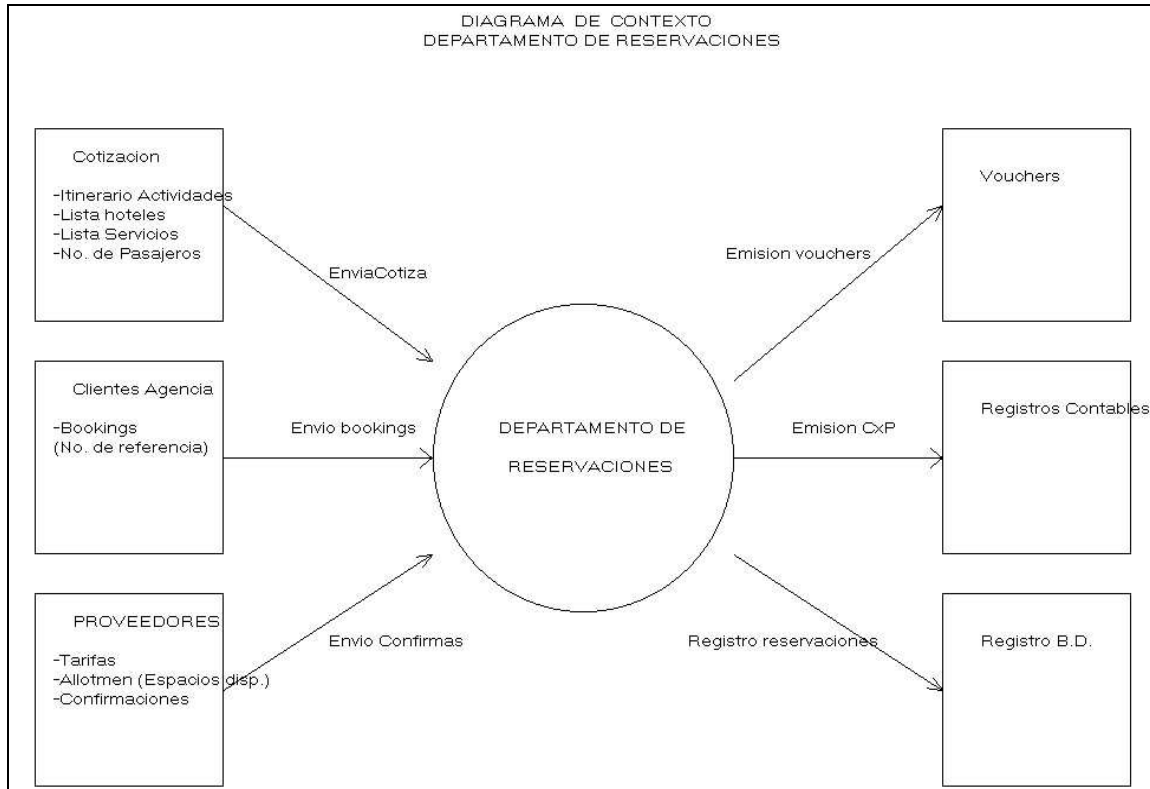 DIAGRAMA DE CONTEXTO
DEPARTAMENTO DE RESERVACIONES
Cotizacion
-Itinerario Actividades
-Lista hoteles
-Lista Servicios
-No. de Pasajeros
EnviaCotiza
Clientes Agencia
-Bookings
(No. de referencia)
Envio bookings
PROVEEDORES
-Tarifas
-Allotmen (Espacios disp.)
-Confirmaciones
Envio Confirmas
DEPARTAMENTO DE
RESERVACIONES
Emision vouchers
Vouchers
Emision CxP
Registros Contables
Registro reservaciones
Registro B.D.